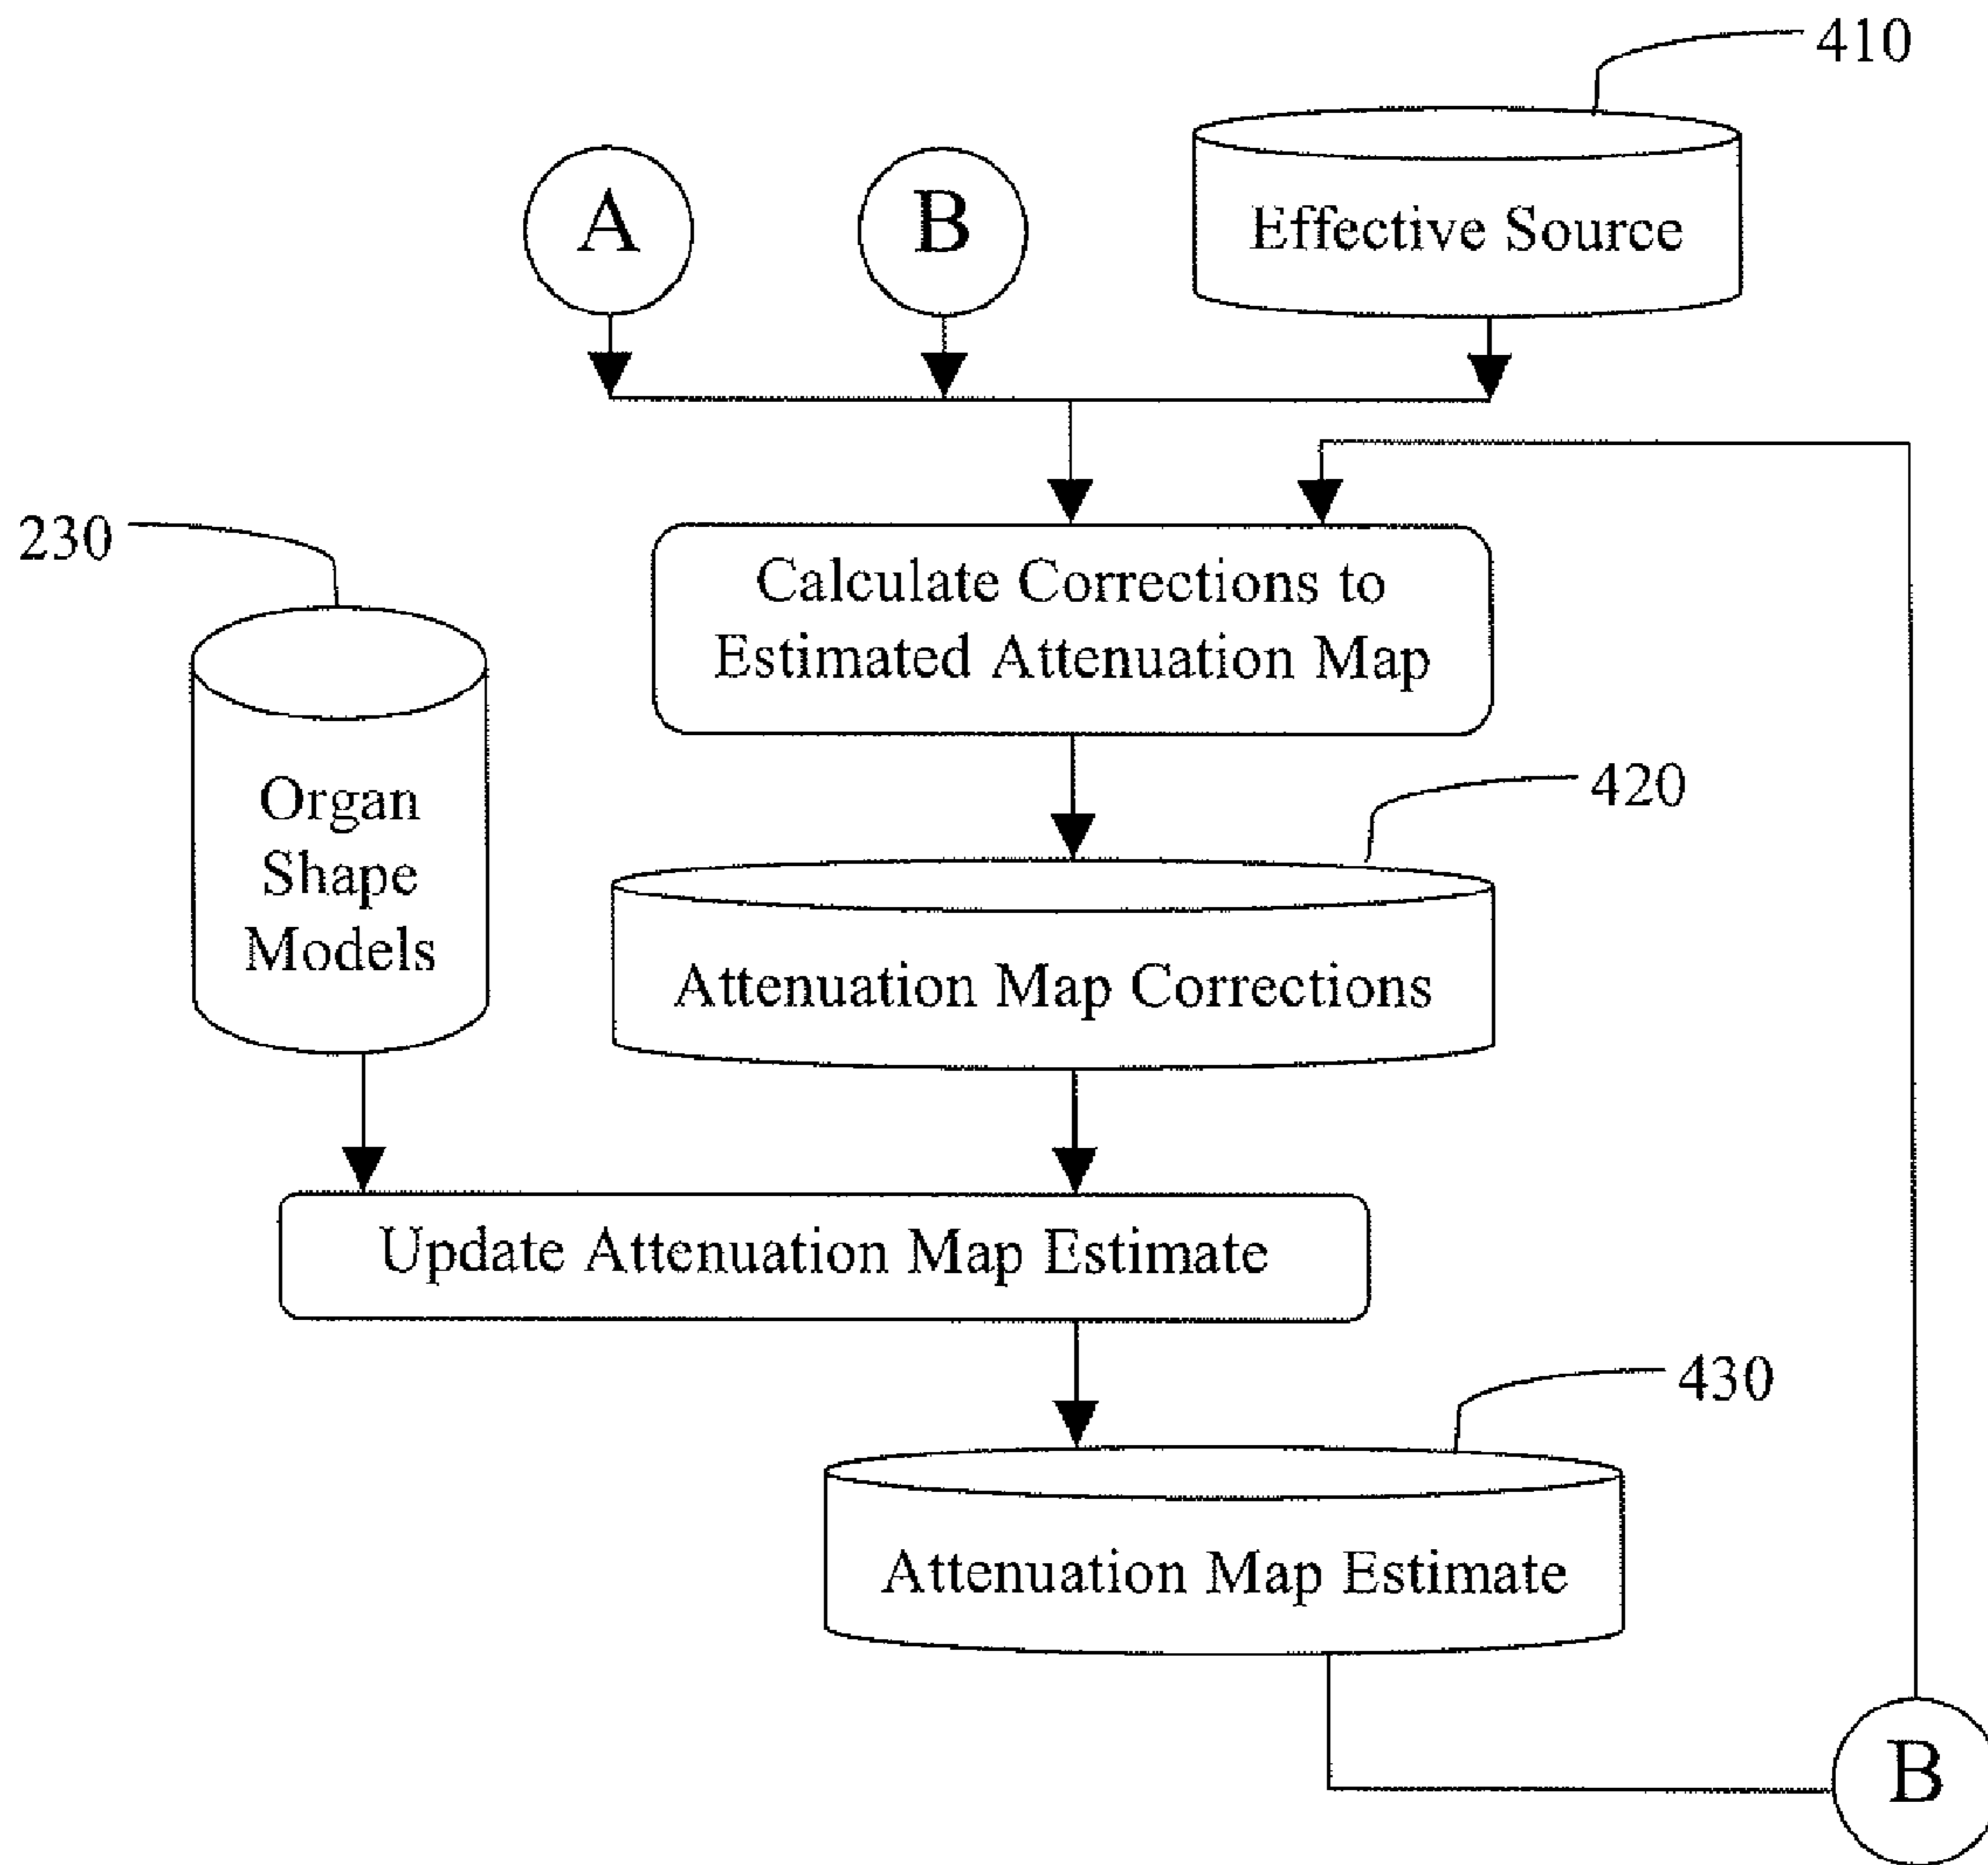 410
A
B
Effective Source
230
Calculate Corrections to
Estimated Attenuation Map
420
Organ
Shape
Models
Attenuation Map Corrections
Update Attenuation Map Estimate
430
Attenuation Map Estimate
B